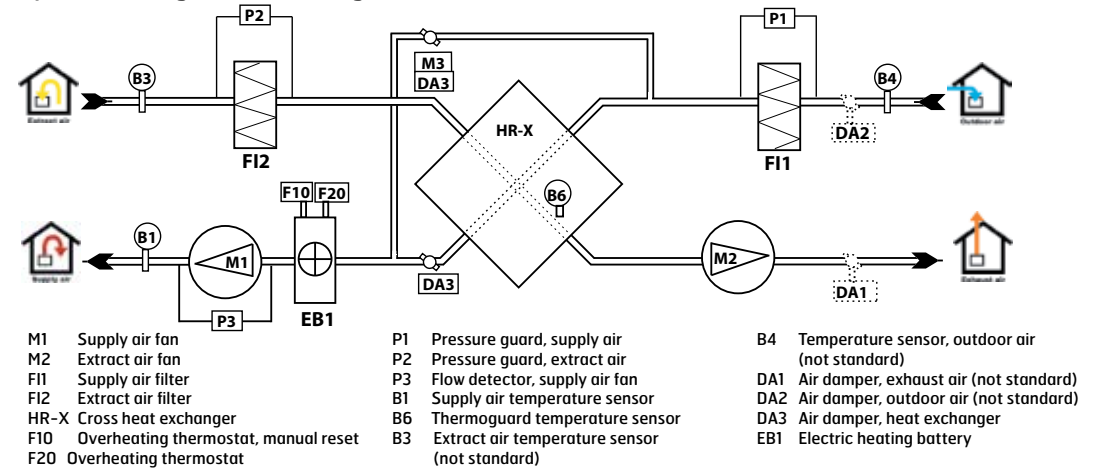 P2
P1
M3
DA3
B3
B4
Exhaust air
Outdoor air
HR-X
DA2
FI2
FI1
F10 F20
B6
B1
M1
M2
Supply air
DA3
Exhaust air
DA1
P3
EB1
M1 Supply air fan
M2 Extract air fan
FI1 Supply air filter
FI2 Extract air filter
HR-X Cross heat exchanger
F10 Overheating thermostat, manual reset
F20 Overheating thermostat
P1 Pressure guard, supply air
P2 Pressure guard, extract air
P3 Flow detector, supply air fan
B1 Supply air temperature sensor
B6 Thermoguard temperature sensor
B3 Extract air temperature sensor
(not standard)
B4 Temperature sensor, outdoor air
(not standard)
DA1 Air damper, exhaust air (not standard)
DA2 Air damper, outdoor air (not standard)
DA3 Air damper, heat exchanger
EB1 Electric heating battery